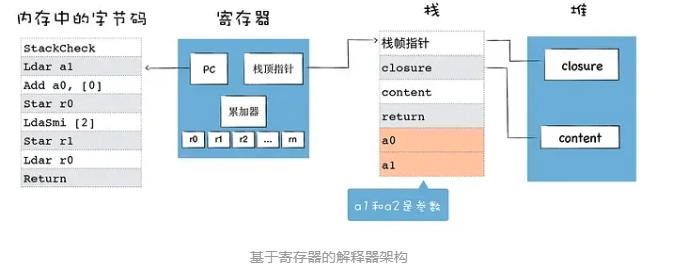 内存中的字节码
寄存器
栈
堆
StackCheck
Ldar a1
Add a0, [0]
Star r0
LdaSmi [2]
Star r1
Ldar r0
Return
PC
栈顶指针
累加器
r0 r1 r2 ... rn
栈帧指针
closure
content
return
a0
a1
a1和a2是参数
closure
content
基于寄存器的解释器架构